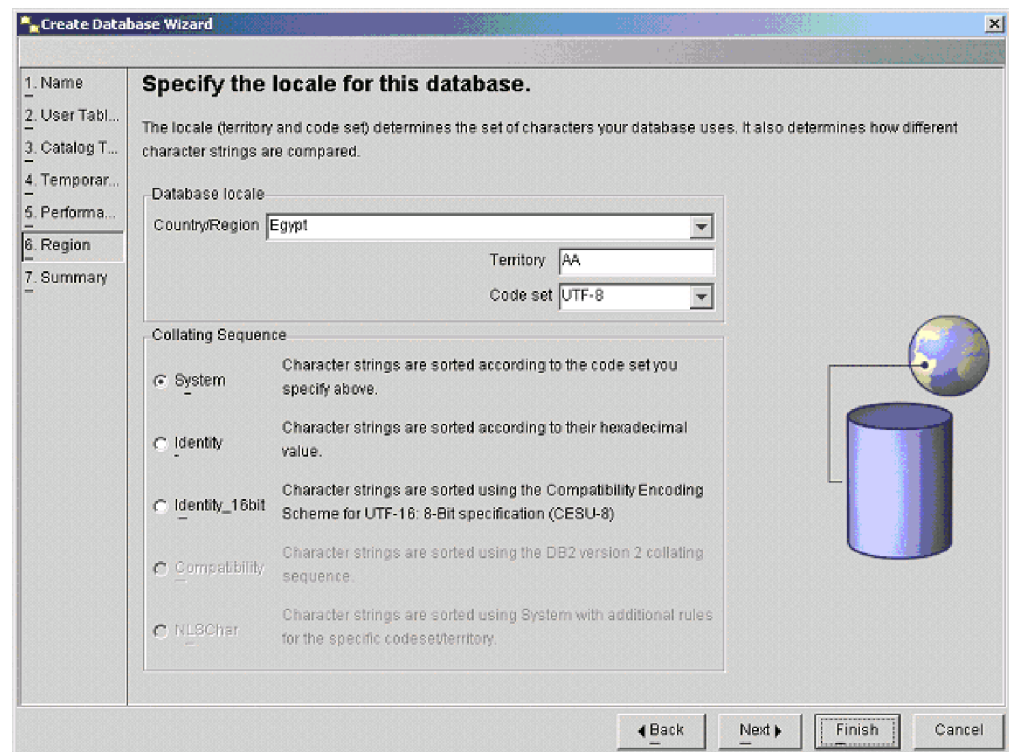 Create Database Wizard
1. Name
2. User Tabl...
3. Catalog T...
4. Temporar...
5. Performa...
6. Region
7. Summary
Specify the locale for this database.
The locale (territory and code set) determines the set of characters your database uses. It also determines how different
character strings are compared.
Database locale
Country/Region Egypt
Territory AA
Code set UTF-8
Collating Sequence
System
Character strings are sorted according to the code set you
specify above.
Identity
Character strings are sorted according to their hexadecimal
value.
Identity_16bit
Character strings are sorted using the Compatibility Encoding
Scheme for UTF-16: 8-Bit specification (CESU-8)
Compatibility
Character strings are sorted using the DB2 version 2 collating
sequence.
NLSChar
Character strings are sorted using System with additional rules
for the specific codeset/territory.
Back Next Finish Cancel